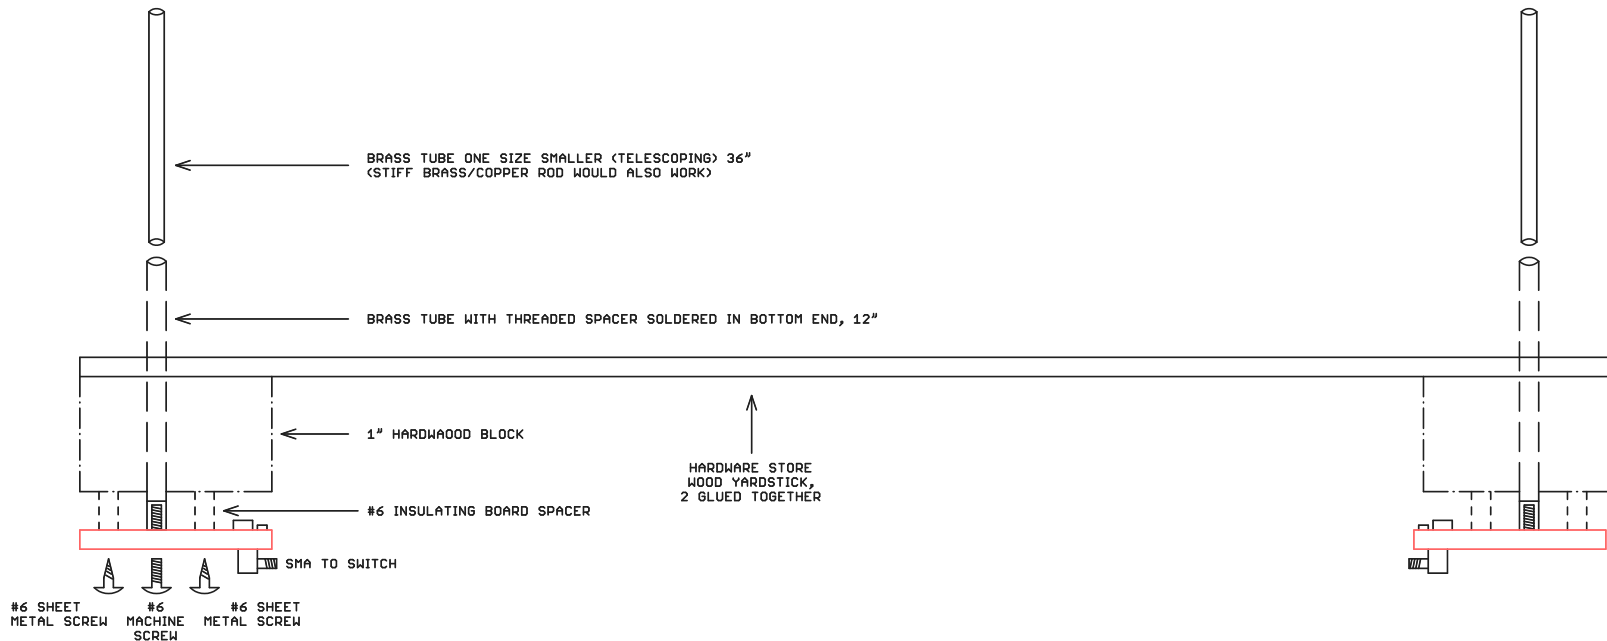 BRASS TUBE ONE SIZE SMALLER (TELESCOPING) 36"
(STIFF BRASS/COPPER ROD WOULD ALSO WORK)
BRASS TUBE WITH THREADED SPACER SOLDERED IN BOTTOM END, 12"
1" HARDWAOOD BLOCK
HARDWARE STORE
WOOD YARDSTICK,
2 GLUED TOGETHER
#6 INSULATING BOARD SPACER
SMA TO SWITCH
#6 SHEET
METAL SCREW
#6
MACHINE
SCREW
#6 SHEET
METAL SCREW